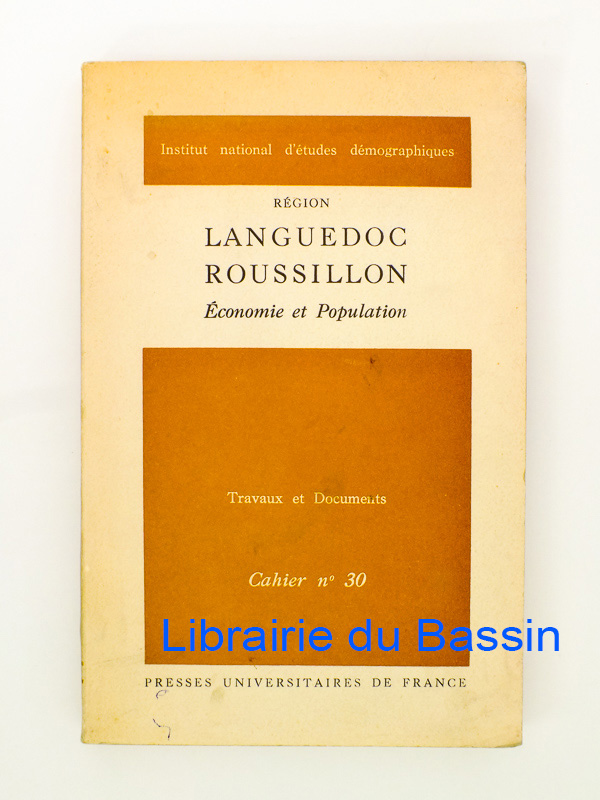 Institut national d'études démographiques
RÉGION
LANGUEDOC
ROUSSILLON
Économie et Population
Travaux et Documents
Cahier nº 30
Librairie du Bassin
PRESSES UNIVERSITAIRES DE FRANCE